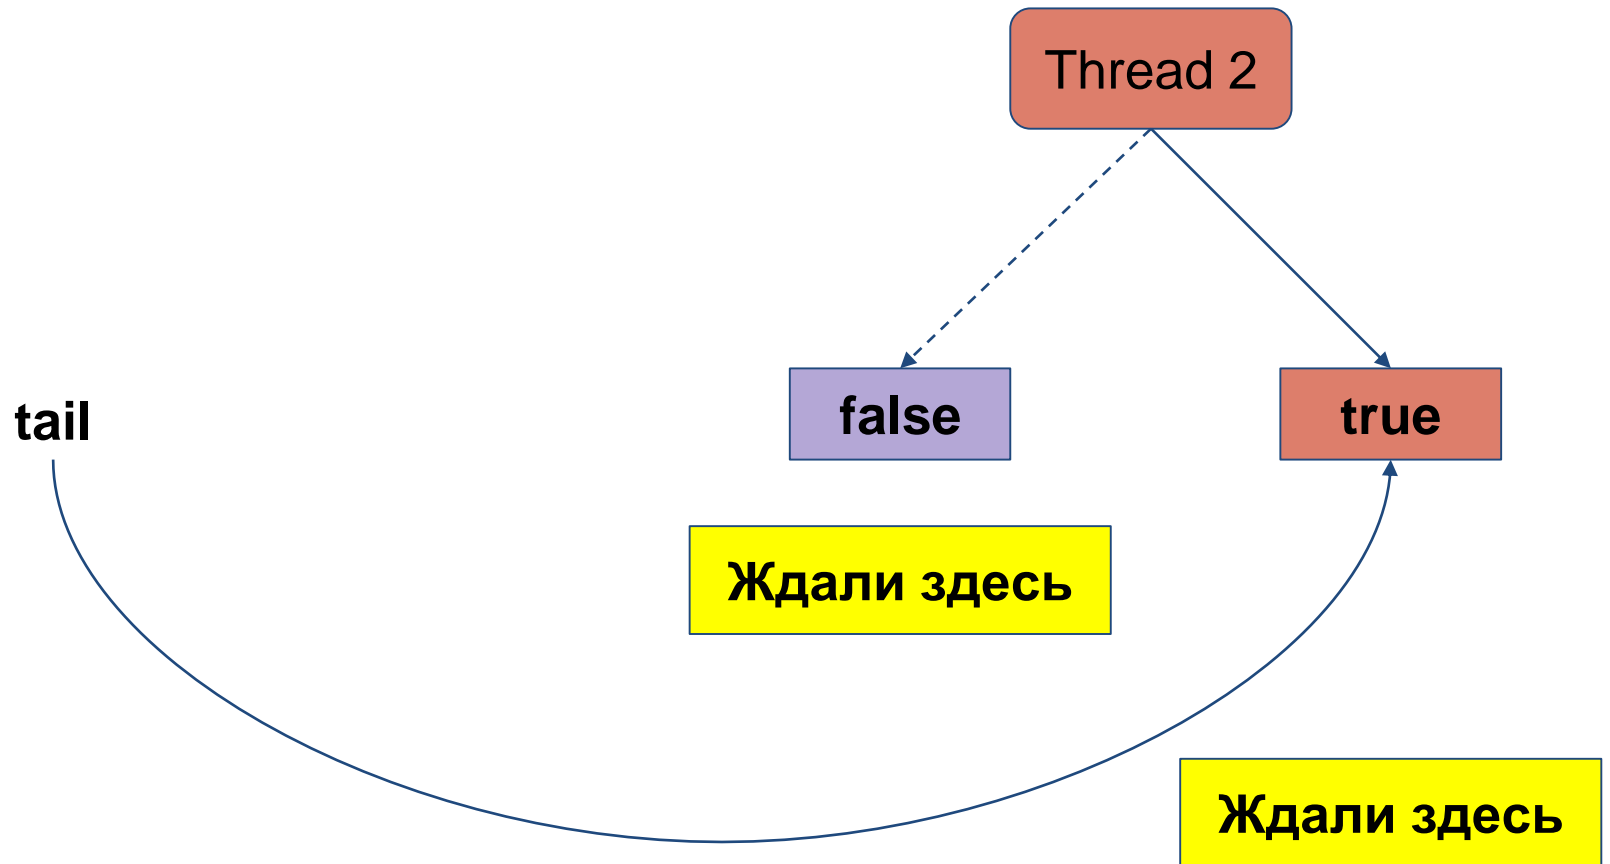 Thread 2
tail
false
true
Ждали здесь
Ждали здесь